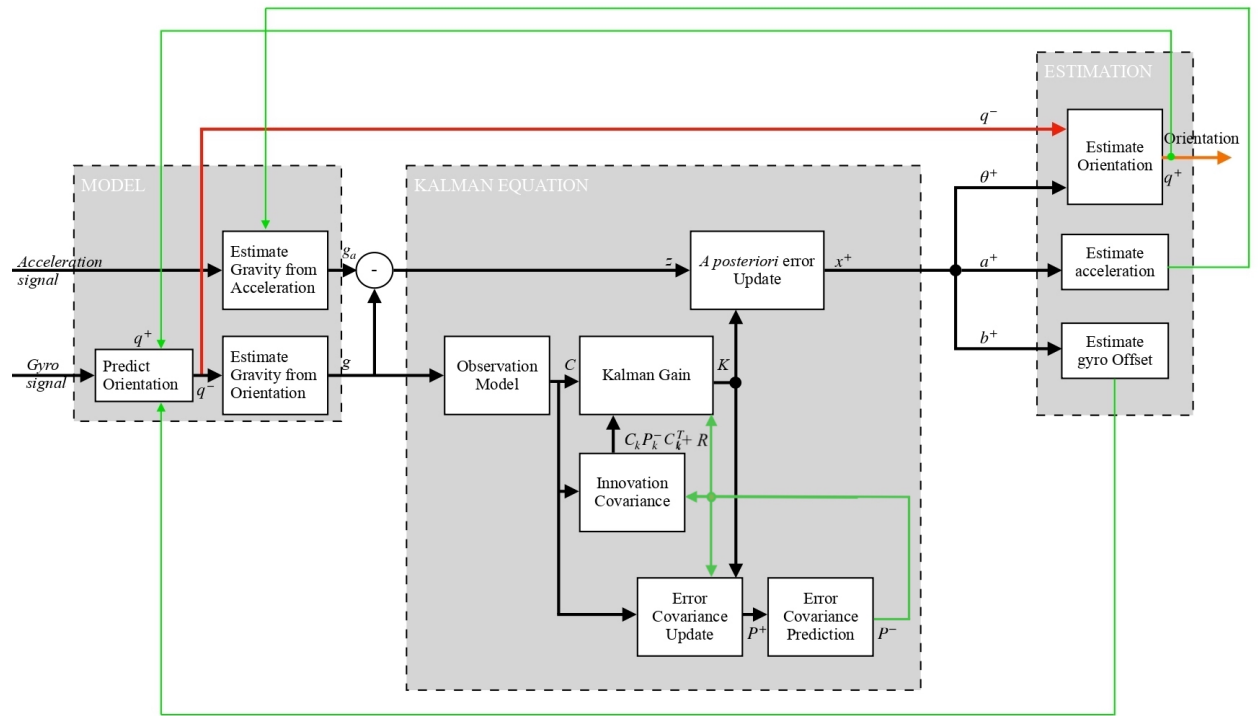 ESTIMATION
q⁻
Orientation
Estimate
Orientation
q⁺
θ⁺
MODEL
KALMAN EQUATION
Acceleration
signal
Estimate
Gravity from
Acceleration
gₐ
-
z
A posteriori error
Update
x⁺
a⁺
Estimate
acceleration
q⁺
b⁺
Estimate
gyro Offset
Gyro
signal
Predict
Orientation
q⁻
Estimate
Gravity from
Orientation
g
Observation
Model
C
Kalman Gain
K
CₖPₖ⁻Cₖᵀ+ R
Innovation
Covariance
Error
Covariance
Update
P⁺
Error
Covariance
Prediction
P⁻